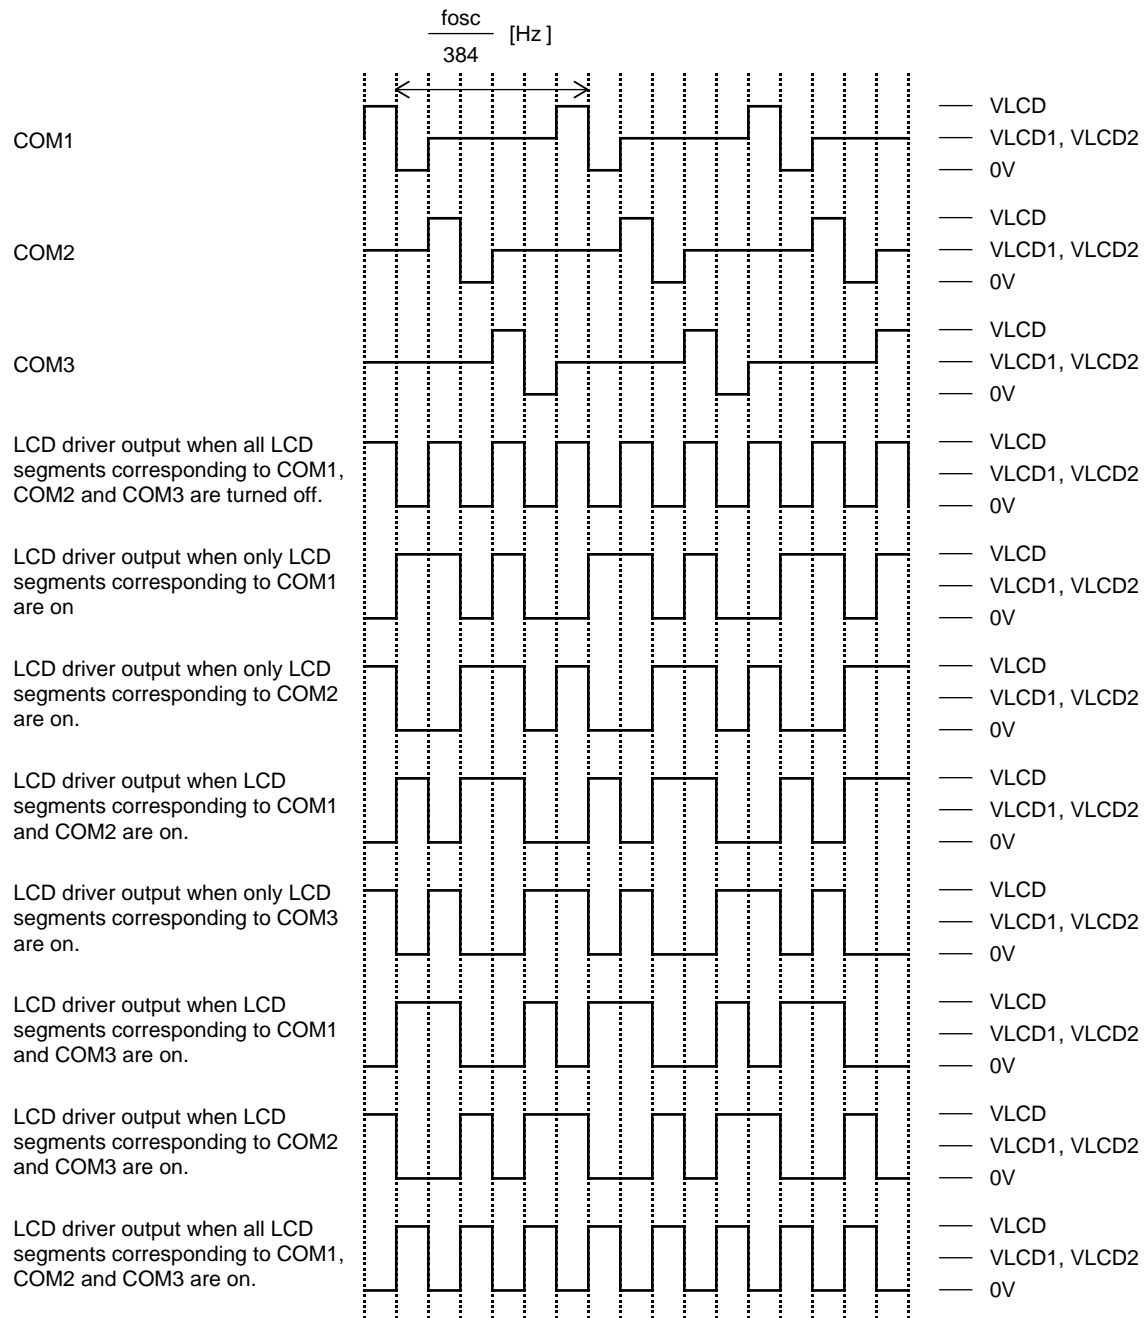 fosc
[Hz ]
384
COM1
VLCD
VLCD1, VLCD2
0V
COM2
VLCD
VLCD1, VLCD2
0V
COM3
VLCD
VLCD1, VLCD2
0V
LCD driver output when all LCD
segments corresponding to COM1,
COM2 and COM3 are turned off.
VLCD
VLCD1, VLCD2
0V
LCD driver output when only LCD
segments corresponding to COM1
are on
VLCD
VLCD1, VLCD2
0V
LCD driver output when only LCD
segments corresponding to COM2
are on.
VLCD
VLCD1, VLCD2
0V
LCD driver output when LCD
segments corresponding to COM1
and COM2 are on.
VLCD
VLCD1, VLCD2
0V
LCD driver output when only LCD
segments corresponding to COM3
are on.
VLCD
VLCD1, VLCD2
0V
LCD driver output when LCD
segments corresponding to COM1
and COM3 are on.
VLCD
VLCD1, VLCD2
0V
LCD driver output when LCD
segments corresponding to COM2
and COM3 are on.
VLCD
VLCD1, VLCD2
0V
LCD driver output when all LCD
segments corresponding to COM1,
COM2 and COM3 are on.
VLCD
VLCD1, VLCD2
0V